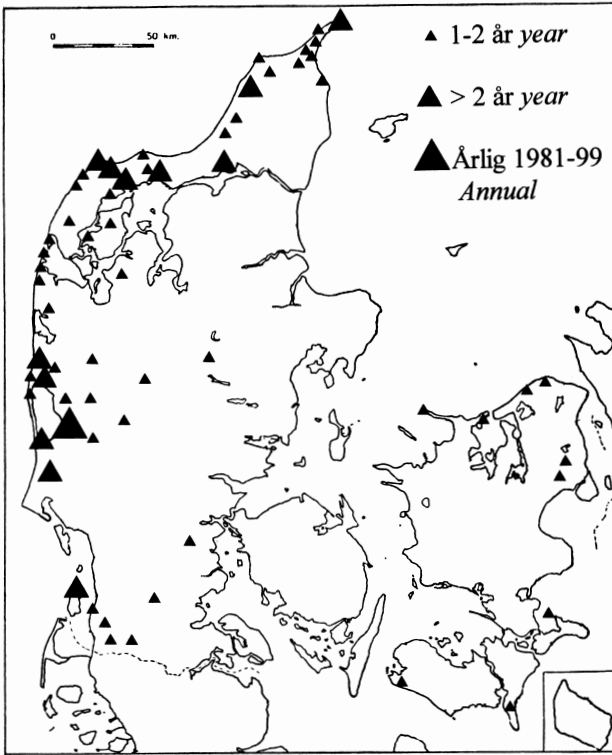 0 50 km.
1-2 år year
> 2 år year
Årlig 1981-99
Annual